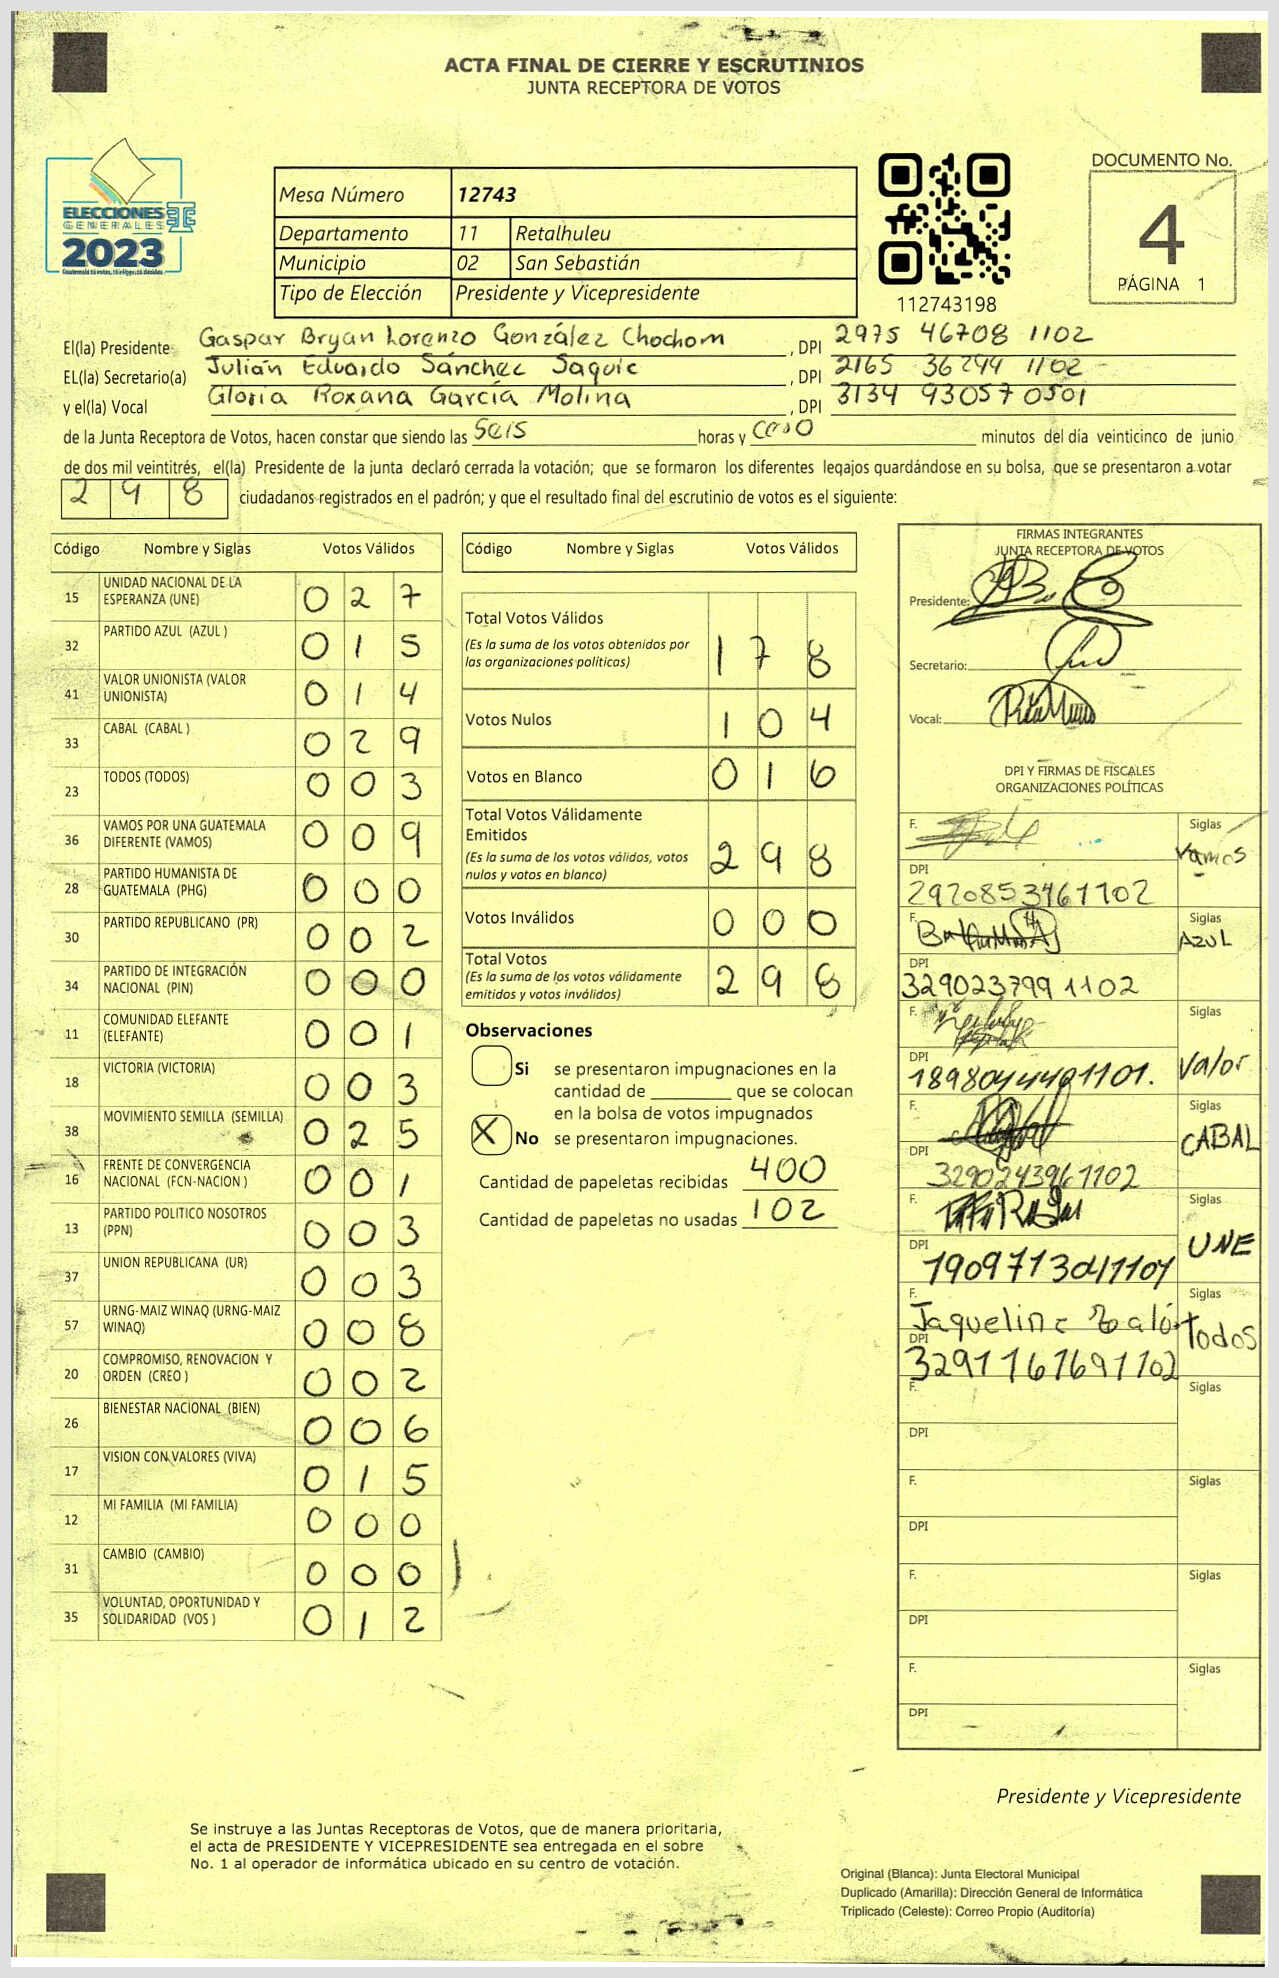 ACTA FINAL DE CIERRE Y ESCRUTINIOS
JUNTA RECEPTORA DE VOTOS
ELECCIONES
GENERALES
2023
Mesa Número 12743
Departamento 11 Retalhuleu
Municipio 02 San Sebastián
Tipo de Elección Presidente y Vicepresidente
112743198
DOCUMENTO No.
4
PÁGINA 1
El(la) Presidente Gaspar Bryan Lorenzo González Chochom , DPI 2975 46708 1102
EL(la) Secretario(a) Julián Eduardo Sánchez Saquic , DPI 2165 36244 1102
y el(la) Vocal Gloria Roxana García Molina , DPI 3134 93057 0501
de la Junta Receptora de Votos, hacen constar que siendo las Seis horas y cero minutos del día veinticinco de junio
de dos mil veintitrés, el(la) Presidente de la junta declaró cerrada la votación; que se formaron los diferentes legajos guardándose en su bolsa, que se presentaron a votar
2 9 8 ciudadanos registrados en el padrón; y que el resultado final del escrutinio de votos es el siguiente:
Código Nombre y Siglas Votos Válidos
15 UNIDAD NACIONAL DE LA ESPERANZA (UNE) 0 2 7
32 PARTIDO AZUL (AZUL ) 0 1 5
41 VALOR UNIONISTA (VALOR UNIONISTA) 0 1 4
33 CABAL (CABAL ) 0 2 9
23 TODOS (TODOS) 0 0 3
36 VAMOS POR UNA GUATEMALA DIFERENTE (VAMOS) 0 0 9
28 PARTIDO HUMANISTA DE GUATEMALA (PHG) 0 0 0
30 PARTIDO REPUBLICANO (PR) 0 0 2
34 PARTIDO DE INTEGRACIÓN NACIONAL (PIN) 0 0 0
11 COMUNIDAD ELEFANTE (ELEFANTE) 0 0 1
18 VICTORIA (VICTORIA) 0 0 3
38 MOVIMIENTO SEMILLA (SEMILLA) 0 2 5
16 FRENTE DE CONVERGENCIA NACIONAL (FCN-NACION ) 0 0 1
13 PARTIDO POLITICO NOSOTROS (PPN) 0 0 3
37 UNION REPUBLICANA (UR) 0 0 3
57 URNG-MAIZ WINAQ (URNG-MAIZ WINAQ) 0 0 8
20 COMPROMISO, RENOVACION Y ORDEN (CREO ) 0 0 2
26 BIENESTAR NACIONAL (BIEN) 0 0 6
17 VISION CON VALORES (VIVA) 0 1 5
12 MI FAMILIA (MI FAMILIA) 0 0 0
31 CAMBIO (CAMBIO) 0 0 0
35 VOLUNTAD, OPORTUNIDAD Y SOLIDARIDAD (VOS ) 0 1 2
Código Nombre y Siglas Votos Válidos
Total Votos Válidos
(Es la suma de los votos obtenidos por
las organizaciones políticas) 1 7 8
Votos Nulos 1 0 4
Votos en Blanco 0 1 6
Total Votos Válidamente
Emitidos
(Es la suma de los votos válidos, votos
nulos y votos en blanco) 2 9 8
Votos Inválidos 0 0 0
Total Votos
(Es la suma de los votos válidamente
emitidos y votos inválidos) 2 9 8
Observaciones
Si se presentaron impugnaciones en la
cantidad de ________ que se colocan
en la bolsa de votos impugnados
X No se presentaron impugnaciones.
Cantidad de papeletas recibidas 400
Cantidad de papeletas no usadas 102
FIRMAS INTEGRANTES
JUNTA RECEPTORA DE VOTOS
Presidente:
Secretario:
Vocal:
DPI Y FIRMAS DE FISCALES
ORGANIZACIONES POLÍTICAS
F. Siglas
Vamos
DPI
2920853461102
F. Siglas
AZUL
DPI
3290237991102
F. Siglas
Valor
DPI
1898044491101.
F. Siglas
CABAL
DPI
3290243961102
F. Siglas
UNE
DPI
F. Siglas
Jaqueline
Todos
DPI
3291161691102
F. Siglas
DPI
F. Siglas
DPI
F. Siglas
DPI
F. Siglas
DPI
Presidente y Vicepresidente
Se instruye a las Juntas Receptoras de Votos, que de manera prioritaria,
el acta de PRESIDENTE Y VICEPRESIDENTE sea entregada en el sobre
No. 1 al operador de informática ubicado en su centro de votación.
Original (Blanca): Junta Electoral Municipal
Duplicado (Amarilla): Dirección General de Informática
Triplicado (Celeste): Correo Propio (Auditoría)